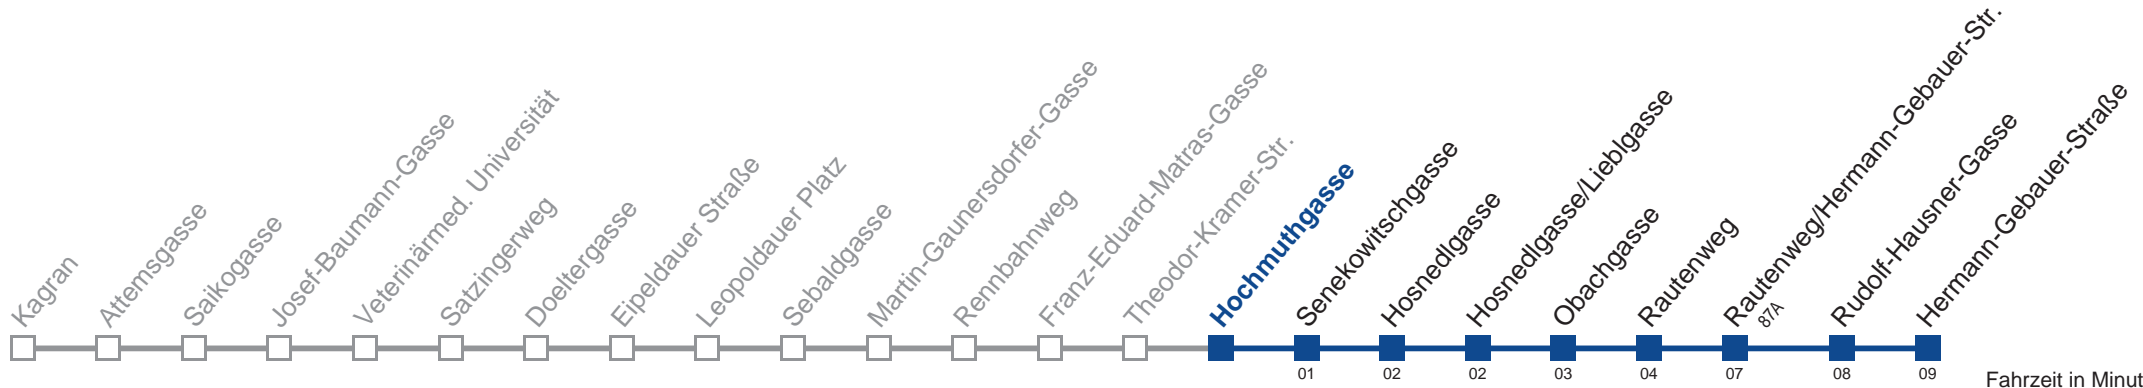 Kagran
Attemsgasse
Saikogasse
Josef-Baumann-Gasse
Veterinärmed. Universität
Satzingerweg
Doeltergasse
Eipeldauer Straße
Leopoldauer Platz
Sebaldgasse
Martin-Gaunersdorfer-Gasse
Rennbahnweg
Franz-Eduard-Matras-Gasse
Theodor-Kramer-Str.
Hochmuthgasse
Senekowitschgasse
Hosnedlgasse
Hosnedlgasse/Lieblgasse
Obachgasse
Rautenweg
Rautenweg/Hermann-Gebauer-Str.
87A
Rudolf-Hausner-Gasse
Hermann-Gebauer-Straße
01 02 02 03 04 07 08 09
Fahrzeit in Minut